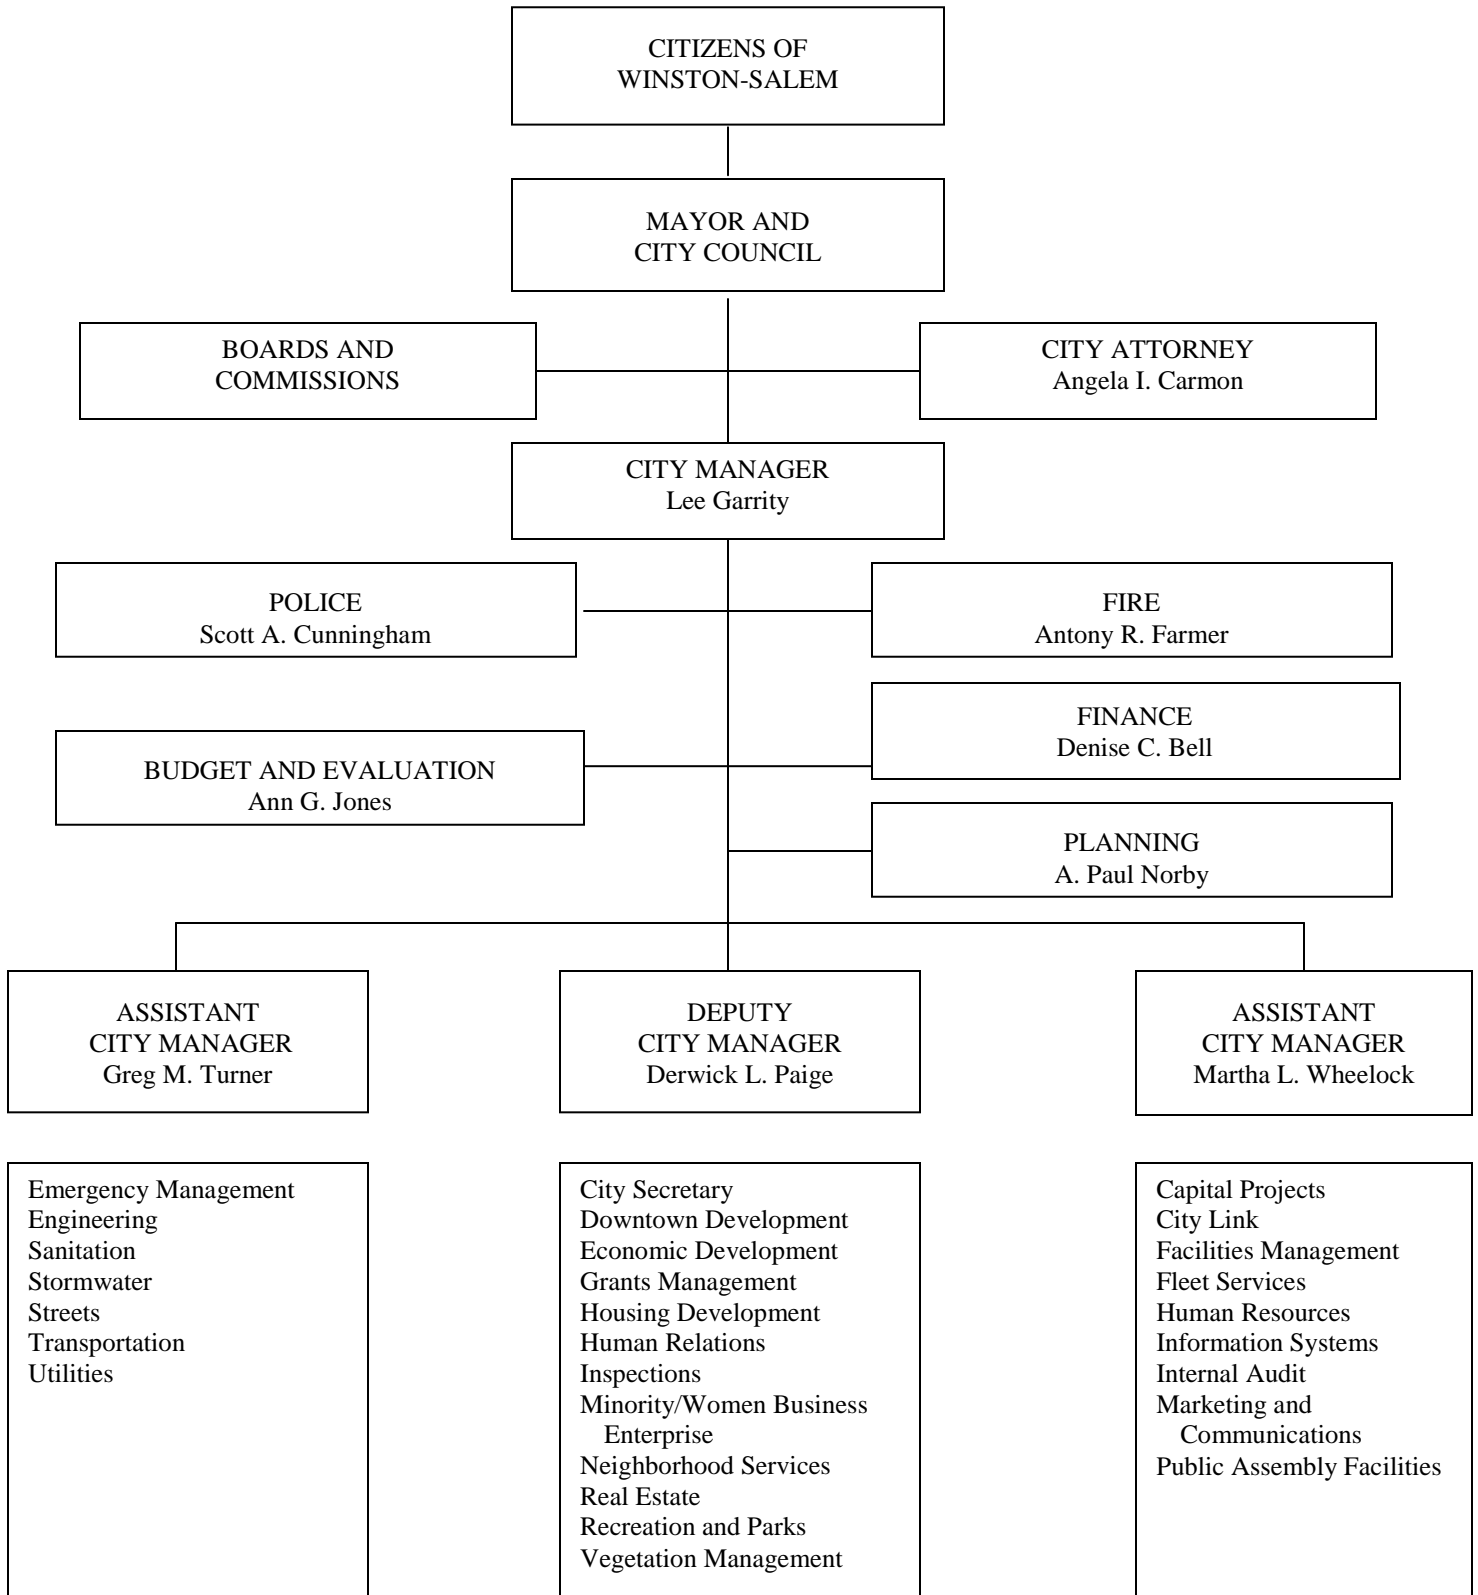 CITIZENS OF
WINSTON-SALEM
MAYOR AND
CITY COUNCIL
BOARDS AND
COMMISSIONS
CITY ATTORNEY
Angela I. Carmon
CITY MANAGER
Lee Garrity
POLICE
Scott A. Cunningham
FIRE
Antony R. Farmer
FINANCE
Denise C. Bell
BUDGET AND EVALUATION
Ann G. Jones
PLANNING
A. Paul Norby
ASSISTANT
CITY MANAGER
Greg M. Turner
DEPUTY
CITY MANAGER
Derwick L. Paige
ASSISTANT
CITY MANAGER
Martha L. Wheelock
Emergency Management
Engineering
Sanitation
Stormwater
Streets
Transportation
Utilities
City Secretary
Downtown Development
Economic Development
Grants Management
Housing Development
Human Relations
Inspections
Minority/Women Business
Enterprise
Neighborhood Services
Real Estate
Recreation and Parks
Vegetation Management
Capital Projects
City Link
Facilities Management
Fleet Services
Human Resources
Information Systems
Internal Audit
Marketing and
Communications
Public Assembly Facilities